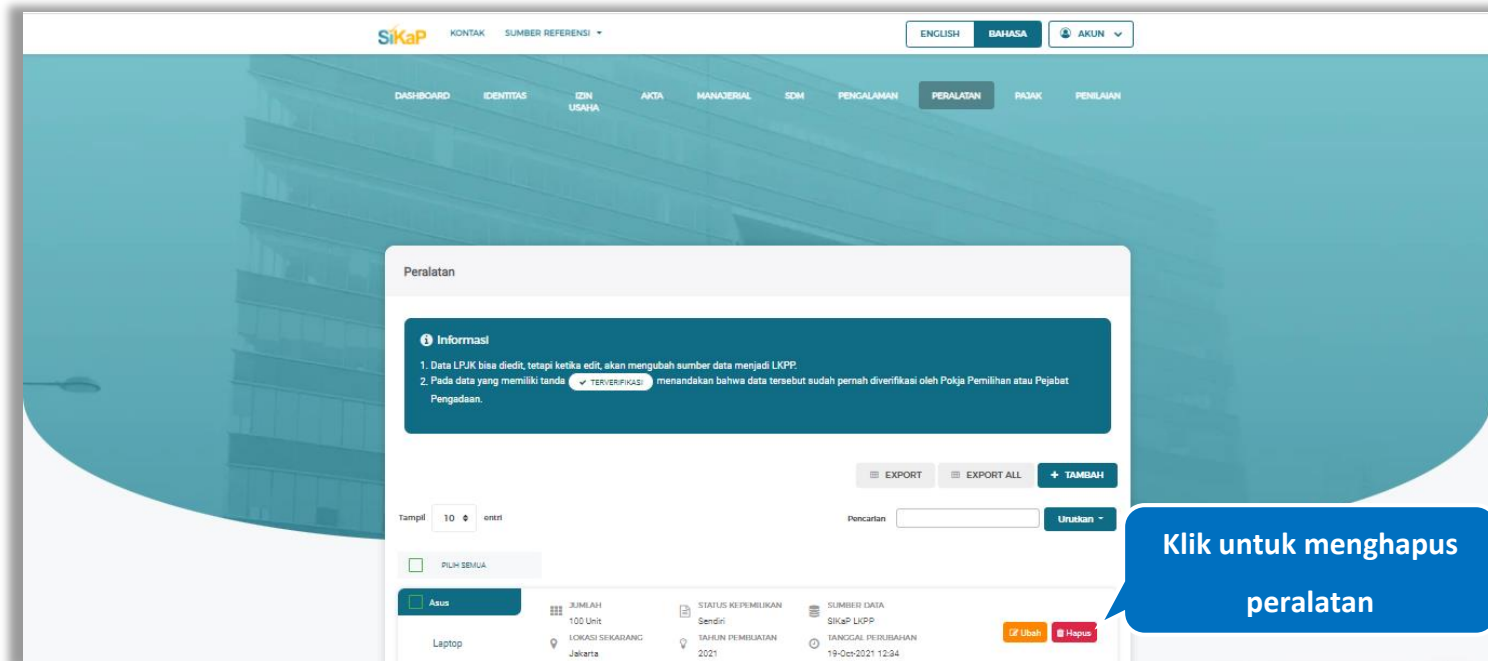 SiKaP KONTAK SUMBER REFERENSI ENGLISH BAHASA AKUN
DASHBOARD IDENTITAS IZIN USAHA AKTA MANAJERIAL SDM PENGALAMAN PERALATAN PAJAK PENILAIAN
Peralatan
Informasi
1. Data LPJK bisa diedit, tetapi ketika edit, akan mengubah sumber data menjadi LKPP.
2. Pada data yang memiliki tanda TERVERIFIKASI menandakan bahwa data tersebut sudah pernah diverifikasi oleh Pokja Pemilihan atau Pejabat
Pengadaan.
EXPORT EXPORT ALL + TAMBAH
Tampil 10 entri Pencarian Urutkan
PILIH SEMUA
Asus
Laptop
JUMLAH
100 Unit
STATUS KEPEMILIKAN
Sendiri
SUMBER DATA
SIKaP LKPP
LOKASI SEKARANG
Jakarta
TAHUN PEMBUATAN
2021
TANGGAL PERUBAHAN
19-Oct-2021 12:34
Ubah Hapus
Klik untuk menghapus
peralatan